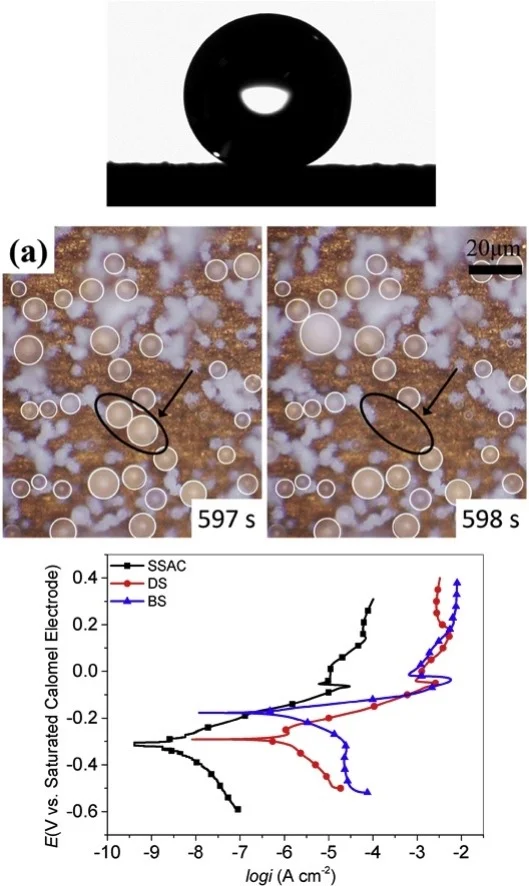 (a)
20μm
597 s
598 s
SSAC
DS
BS
E(V vs. Saturated Calomel Electrode)
0.4
0.2
0.0
-0.2
-0.4
-0.6
-10 -9 -8 -7 -6 -5 -4 -3 -2
logi (A cm-2)